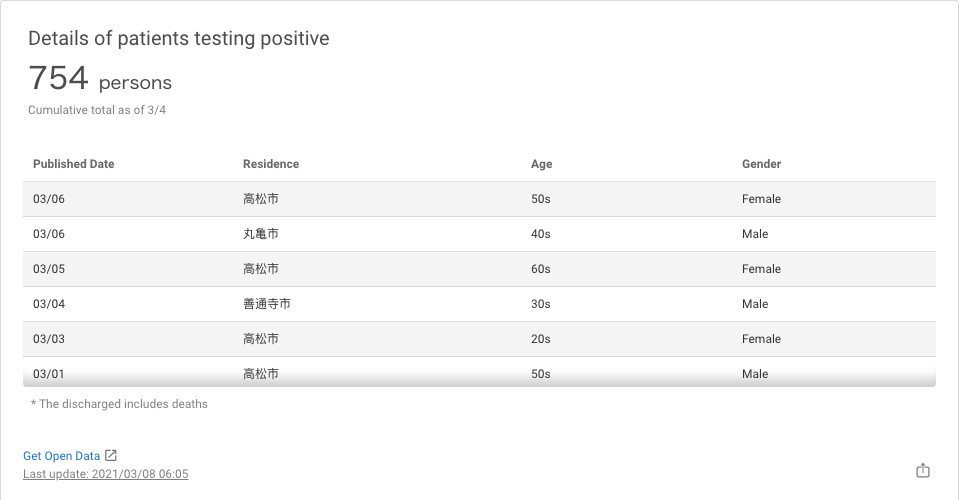 Details of patients testing positive
754 persons
Cumulative total as of 3/4
Published Date Residence Age Gender
03/06 高松市 50s Female
03/06 丸亀市 40s Male
03/05 高松市 60s Female
03/04 善通寺市 30s Male
03/03 高松市 20s Female
03/01 高松市 50s Male
* The discharged includes deaths
Get Open Data
Last update: 2021/03/08 06:05